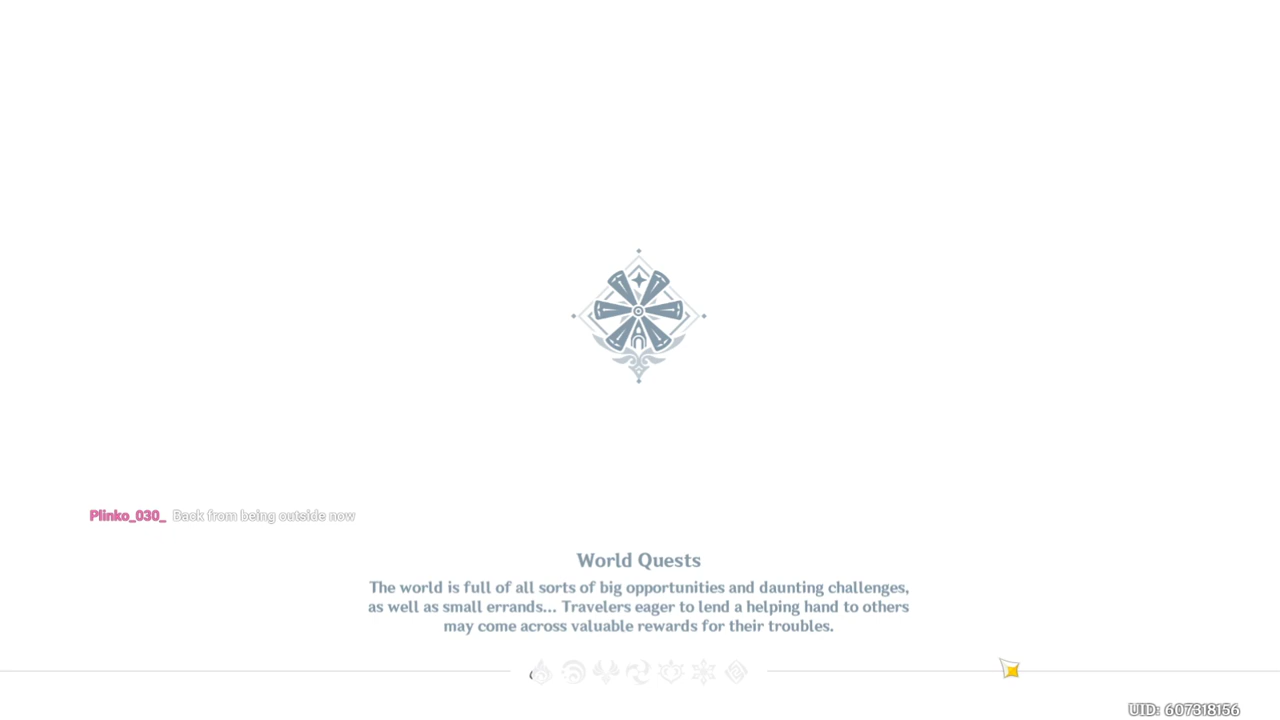 Plinko_030_ Back from being outside now
World Quests
The world is full of all sorts of big opportunities and daunting challenges,
as well as small errands... Travelers eager to lend a helping hand to others
may come across valuable rewards for their troubles.
UID: 607318156